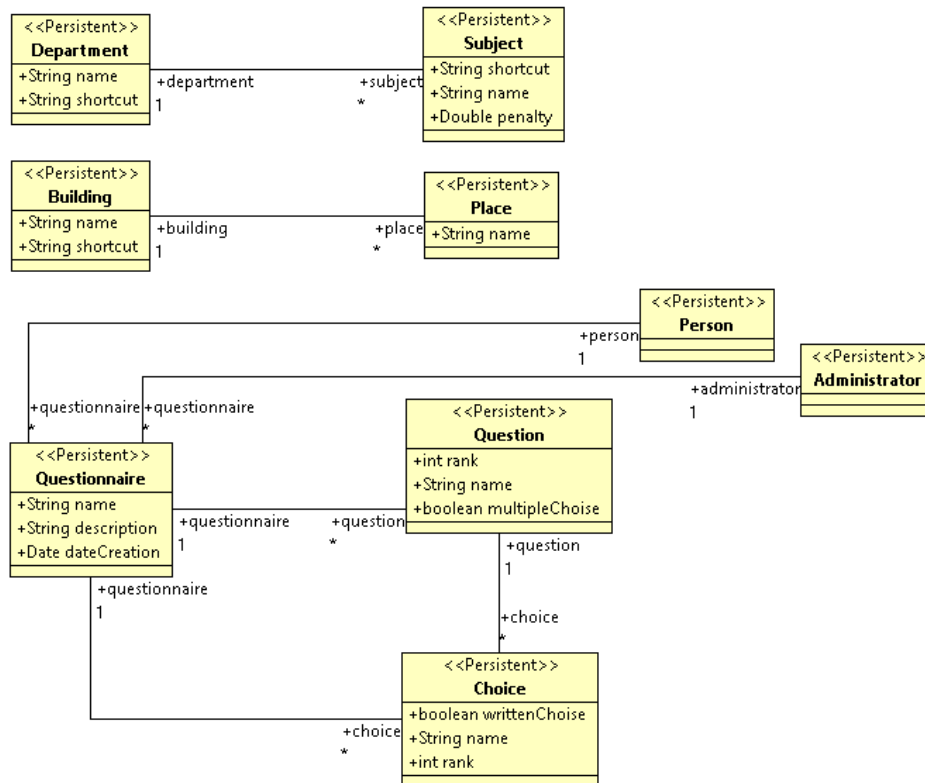 <<Persistent>>
Department
+String name
+String shortcut
+department
1
+subject
*
<<Persistent>>
Subject
+String shortcut
+String name
+Double penalty
<<Persistent>>
Building
+String name
+String shortcut
+building
1
+place
*
<<Persistent>>
Place
+String name
<<Persistent>>
Person
+person
1
<<Persistent>>
Administrator
+administrator
1
+questionnaire
*
+questionnaire
*
<<Persistent>>
Questionnaire
+String name
+String description
+Date dateCreation
+questionnaire
1
+question
*
<<Persistent>>
Question
+int rank
+String name
+boolean multipleChoise
+question
1
+choice
*
+questionnaire
1
+choice
*
<<Persistent>>
Choice
+boolean writtenChoise
+String name
+int rank